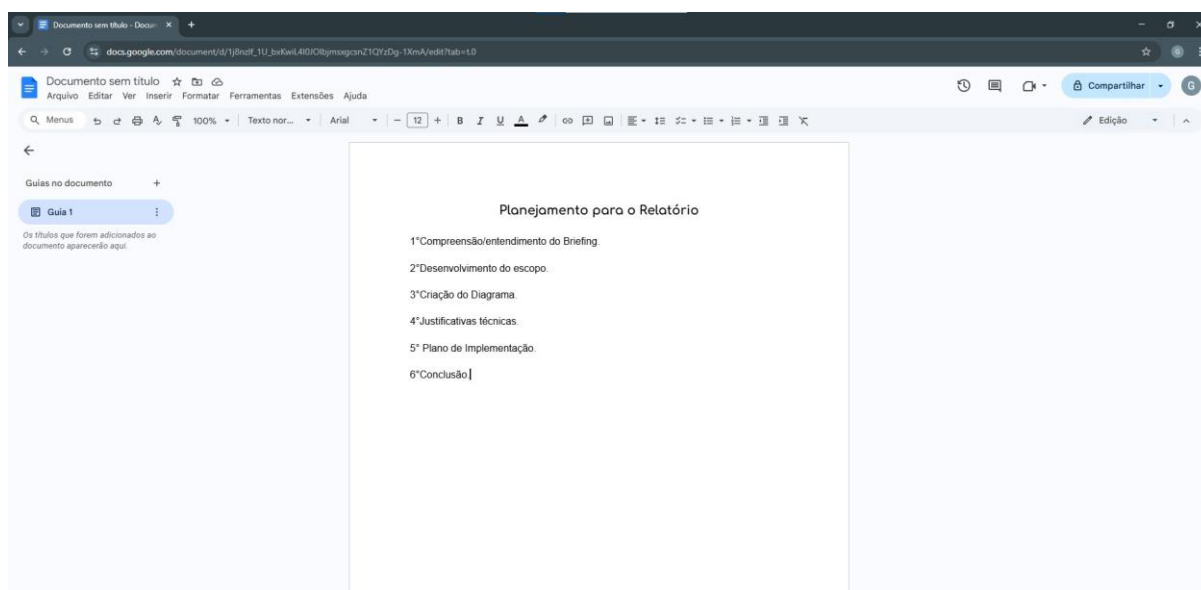 Documento sem título - Docu
docs.google.com/document/d/1j8nzlf_1U_bxKwiL4I0JOlbjmsxgcsnZ1QYzDg-1XmA/edit?tab=t.0
Documento sem título
Arquivo Editar Ver Inserir Formatar Ferramentas Extensões Ajuda
Compartilhar
G
Menus
100%
Texto nor...
Arial
12
B I U A
Edição
Guias no documento
Guia 1
Os títulos que forem adicionados ao
documento aparecerão aqui.
Planejamento para o Relatório
1°Compreensão/entendimento do Briefing.
2°Desenvolvimento do escopo.
3°Criação do Diagrama.
4°Justificativas técnicas.
5° Plano de Implementação.
6°Conclusão.